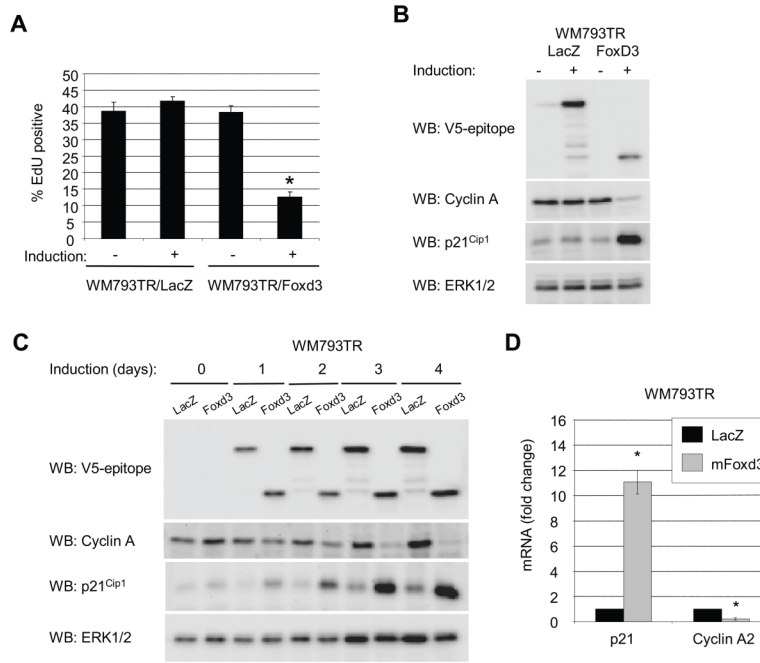 A
50
45
40
35
30
25
20
15
10
5
0
% EdU positive
*
Induction: - + - +
WM793TR/LacZ WM793TR/Foxd3
B
WM793TR
LacZ FoxD3
Induction: - + - +
WB: V5-epitope
WB: Cyclin A
WB: p21Cip1
WB: ERK1/2
C
WM793TR
Induction (days): 0 1 2 3 4
LacZ Foxd3 LacZ Foxd3 LacZ Foxd3 LacZ Foxd3 LacZ Foxd3
WB: V5-epitope
WB: Cyclin A
WB: p21Cip1
WB: ERK1/2
D
WM793TR
16
14
12
10
8
6
4
2
0
mRNA (fold change)
LacZ
mFoxd3
*
*
p21 Cyclin A2